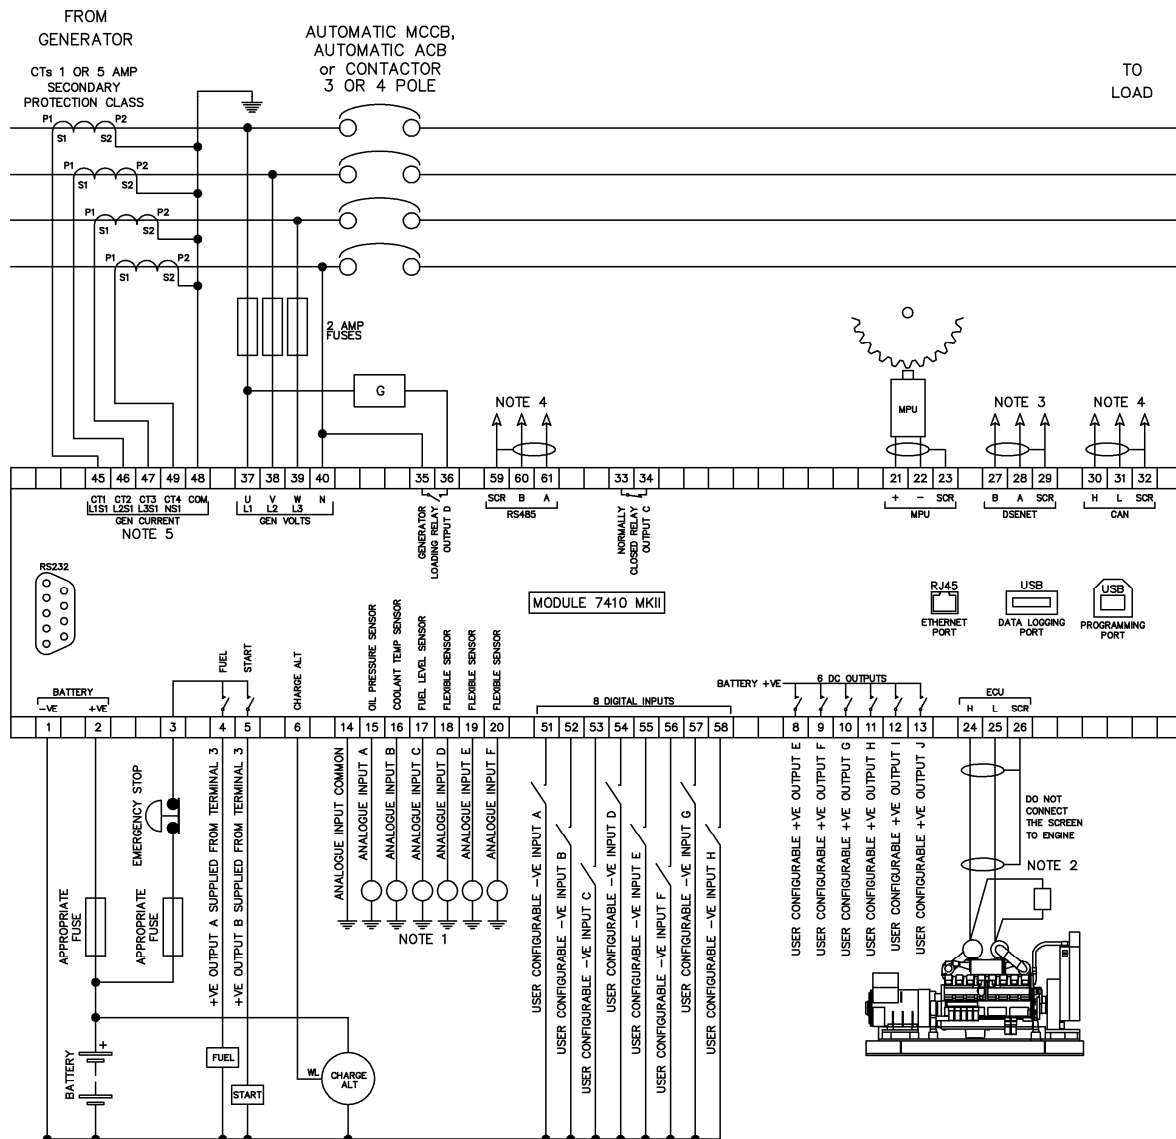 FROM
GENERATOR
CTs 1 OR 5 AMP
SECONDARY
PROTECTION CLASS
AUTOMATIC MCCB,
AUTOMATIC ACB
or CONTACTOR
3 OR 4 POLE
TO
LOAD
P1 P2
S1 S2
P1 P2
S1 S2
P1 P2
S1 S2
P1 P2
S1 S2
2 AMP
FUSES
G
NOTE 4
MPU
NOTE 3
NOTE 4
45 46 47 49 48 37 38 39 40 35 36 59 60 61 33 34 21 22 23 27 28 29 30 31 32
CT1 CT2 CT3 CT4 COM
L1S1 L2S1 L3S1 NS1
GEN CURRENT
NOTE 5
U V W N
L1 L2 L3
GEN VOLTS
GENERATOR
LOADING RELAY
OUTPUT D
SCR B A
RS485
NORMALLY
CLOSED RELAY
OUTPUT C
+ − SCR
MPU
B A SCR
DSENET
H L SCR
CAN
RS232
MODULE 7410 MKII
RJ45
ETHERNET
PORT
USB
DATA LOGGING
PORT
USB
PROGRAMMING
PORT
BATTERY
−VE +VE
FUEL
START
CHARGE ALT
OIL PRESSURE SENSOR
COOLANT TEMP SENSOR
FUEL LEVEL SENSOR
FLEXIBLE SENSOR
FLEXIBLE SENSOR
FLEXIBLE SENSOR
8 DIGITAL INPUTS
BATTERY +VE
6 DC OUTPUTS
ECU
H L SCR
1 2 3 4 5 6 14 15 16 17 18 19 20 51 52 53 54 55 56 57 58 8 9 10 11 12 13 24 25 26
EMERGENCY STOP
APPROPRIATE
FUSE
APPROPRIATE
FUSE
+VE OUTPUT A SUPPLIED FROM TERMINAL 3
+VE OUTPUT B SUPPLIED FROM TERMINAL 3
ANALOGUE INPUT COMMON
ANALOGUE INPUT A
ANALOGUE INPUT B
ANALOGUE INPUT C
ANALOGUE INPUT D
ANALOGUE INPUT E
ANALOGUE INPUT F
NOTE 1
USER CONFIGURABLE −VE INPUT A
USER CONFIGURABLE −VE INPUT B
USER CONFIGURABLE −VE INPUT C
USER CONFIGURABLE −VE INPUT D
USER CONFIGURABLE −VE INPUT E
USER CONFIGURABLE −VE INPUT F
USER CONFIGURABLE −VE INPUT G
USER CONFIGURABLE −VE INPUT H
USER CONFIGURABLE +VE OUTPUT E
USER CONFIGURABLE +VE OUTPUT F
USER CONFIGURABLE +VE OUTPUT G
USER CONFIGURABLE +VE OUTPUT H
USER CONFIGURABLE +VE OUTPUT I
USER CONFIGURABLE +VE OUTPUT J
DO NOT
CONNECT
THE SCREEN
TO ENGINE
NOTE 2
BATTERY
+
FUEL
START
WL
CHARGE
ALT